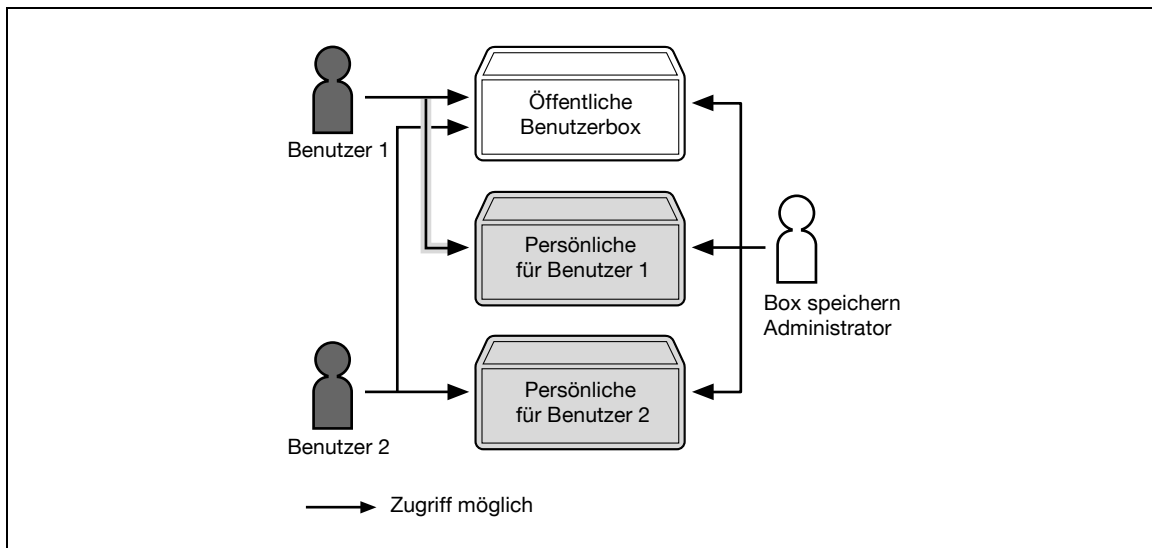 Öffentliche
Benutzerbox
Benutzer 1
Persönliche
für Benutzer 1
Box speichern
Administrator
Persönliche
für Benutzer 2
Benutzer 2
Zugriff möglich